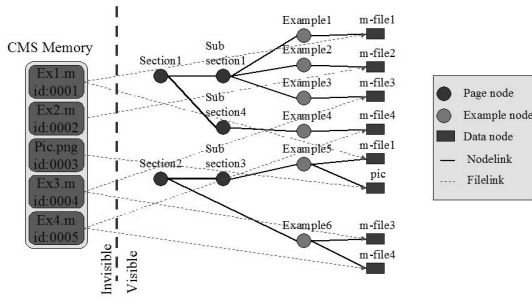 CMS Memory
Ex1.m
id:0001
Ex2.m
id:0002
Pic.png
id:0003
Ex3.m
id:0004
Ex4.m
id:0005
Invisible
Visible
Section1
Sub
section1
Sub
section4
Section2
Sub
section3
Example1
Example2
Example3
Example4
Example5
Example6
m-file1
m-file2
m-file3
m-file4
m-file1
pic
m-file3
m-file4
Page node
Example node
Data node
Nodelink
Filelink